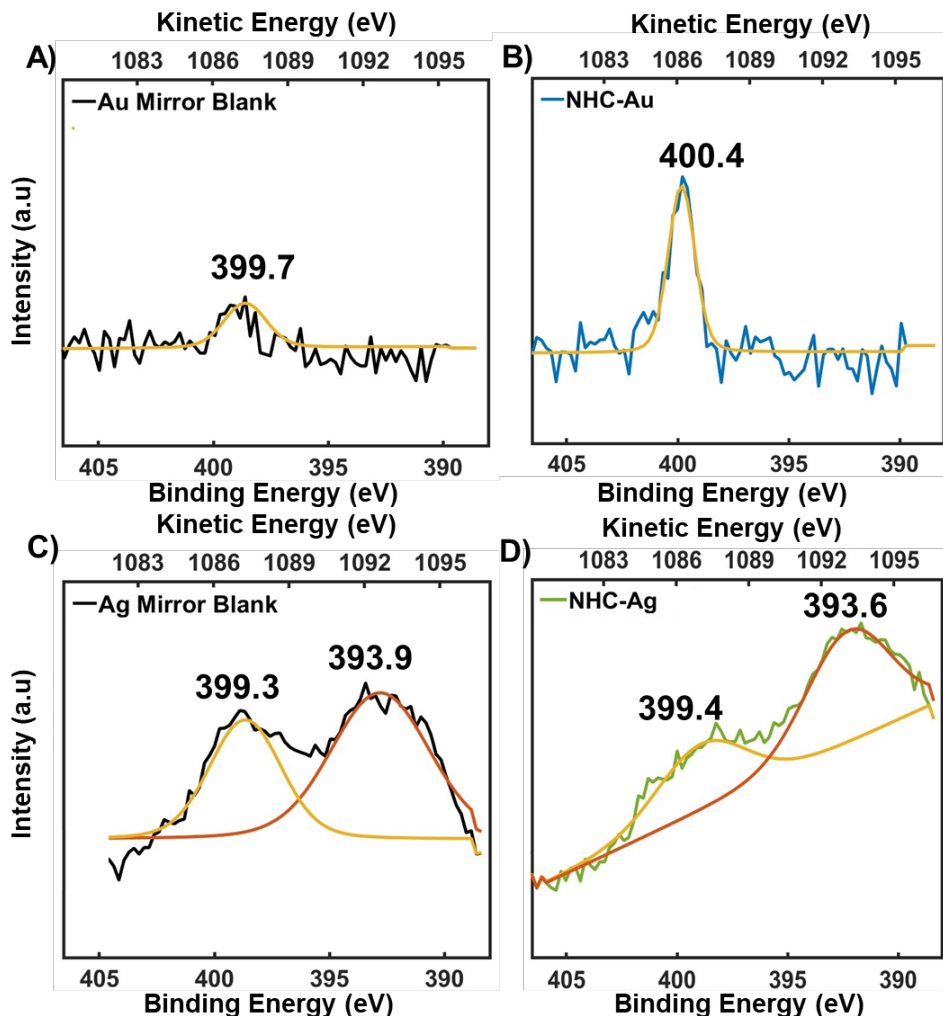 Kinetic Energy (eV)
A)
1083 1086 1089 1092 1095
Au Mirror Blank
399.7
Intensity (a.u)
405 400 395 390
Binding Energy (eV)
Kinetic Energy (eV)
B)
1083 1086 1089 1092 1095
NHC-Au
400.4
405 400 395 390
Binding Energy (eV)
Kinetic Energy (eV)
C)
1083 1086 1089 1092 1095
Ag Mirror Blank
399.3
393.9
Intensity (a.u)
405 400 395 390
Binding Energy (eV)
Kinetic Energy (eV)
D)
1083 1086 1089 1092 1095
NHC-Ag
393.6
399.4
405 400 395 390
Binding Energy (eV)